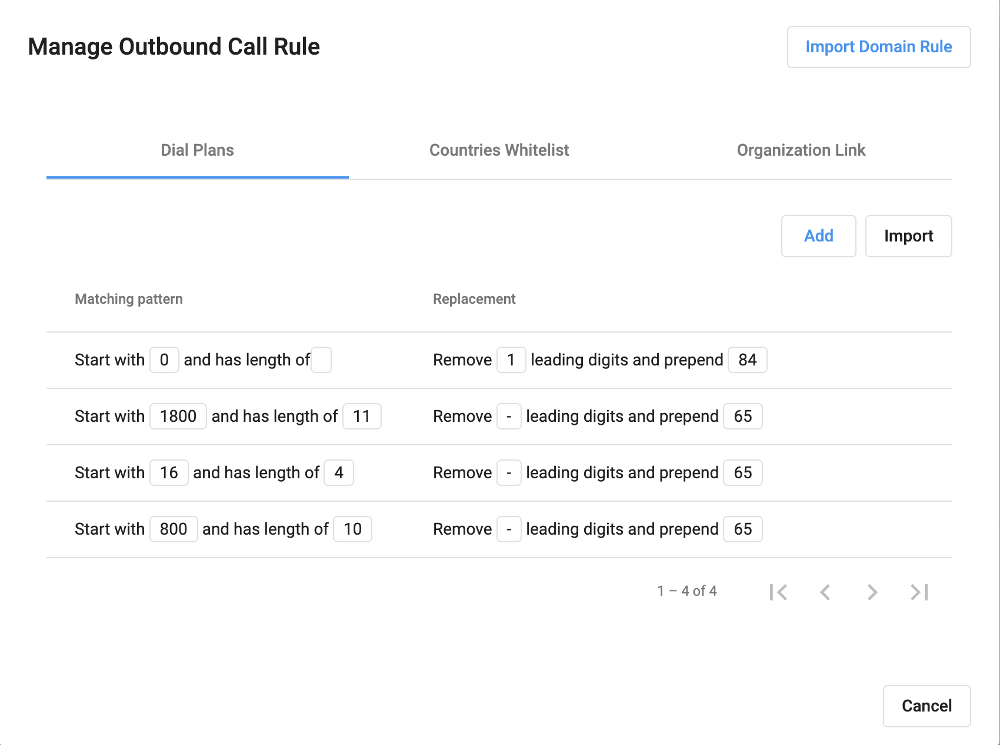 Manage Outbound Call Rule
Import Domain Rule
Dial Plans Countries Whitelist Organization Link
Add Import
Matching pattern Replacement
Start with 0 and has length of Remove 1 leading digits and prepend 84
Start with 1800 and has length of 11 Remove - leading digits and prepend 65
Start with 16 and has length of 4 Remove - leading digits and prepend 65
Start with 800 and has length of 10 Remove - leading digits and prepend 65
1 – 4 of 4
Cancel